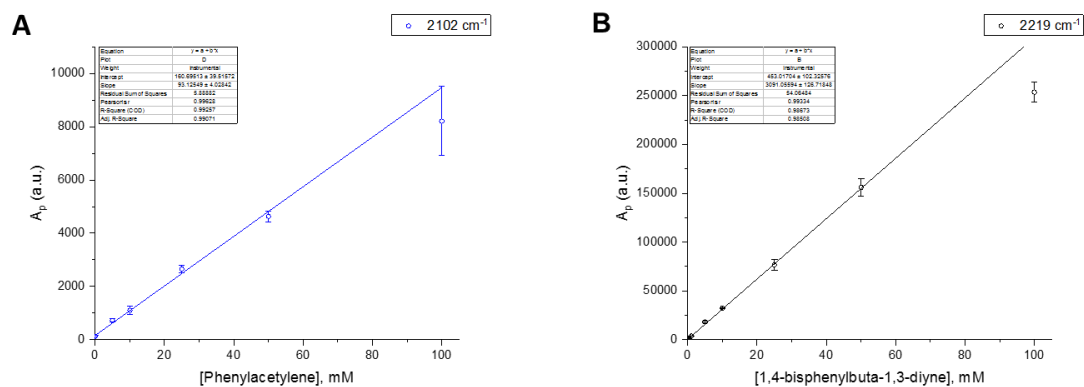 A
2102 cm⁻¹
Equation y = a + b*x
Plot D
Weight Instrumental
Intercept 160.69513 ± 39.51572
Slope 93.12549 ± 4.02842
Residual Sum of Squares 5.88882
Pearson's r 0.99628
R-Square (COD) 0.99257
Adj. R-Square 0.99071
10000
8000
6000
4000
2000
0
Aₚ (a.u.)
0 20 40 60 80 100
[Phenylacetylene], mM
B
2219 cm⁻¹
Equation y = a + b*x
Plot B
Weight Instrumental
Intercept 453.01704 ± 102.32576
Slope 3091.05594 ± 126.71848
Residual Sum of Squares 54.06484
Pearson's r 0.99334
R-Square (COD) 0.98673
Adj. R-Square 0.98508
300000
250000
200000
150000
100000
50000
0
Aₚ (a.u.)
0 20 40 60 80 100
[1,4-bisphenylbuta-1,3-diyne], mM